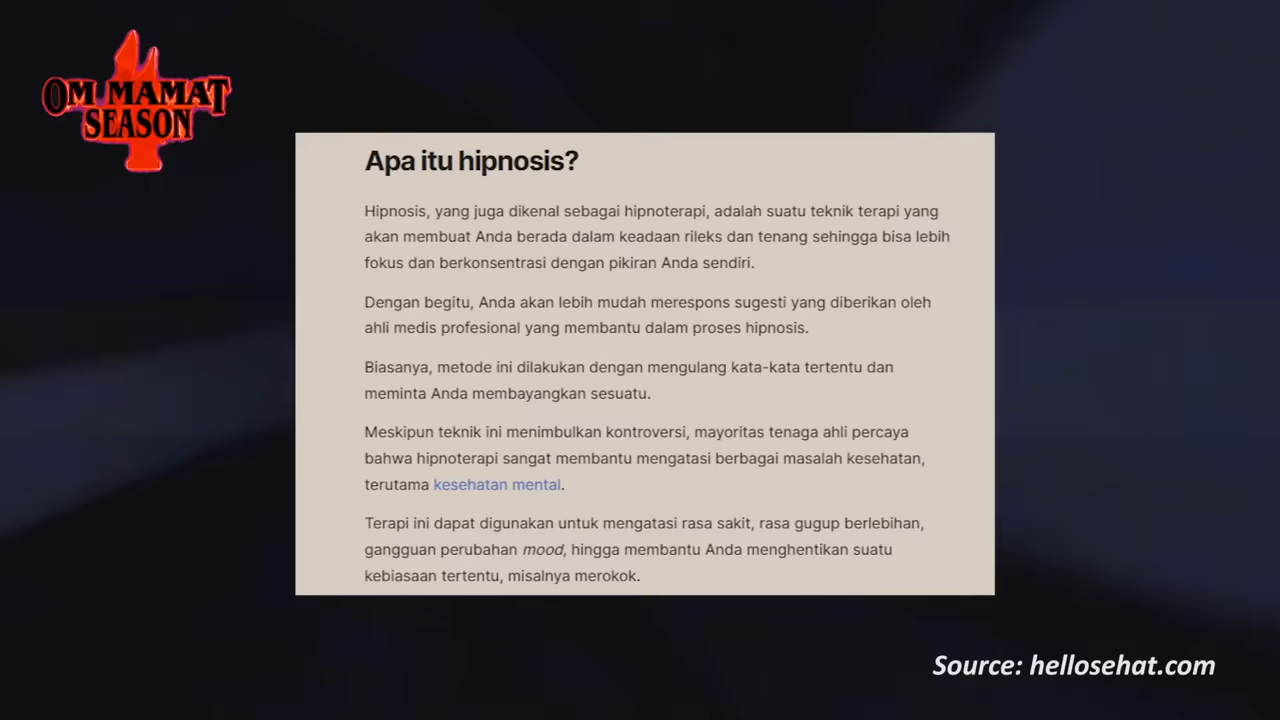 OM MAMAT
SEASON
4
Apa itu hipnosis?
Hipnosis, yang juga dikenal sebagai hipnoterapi, adalah suatu teknik terapi yang
akan membuat Anda berada dalam keadaan rileks dan tenang sehingga bisa lebih
fokus dan berkonsentrasi dengan pikiran Anda sendiri.
Dengan begitu, Anda akan lebih mudah merespons sugesti yang diberikan oleh
ahli medis profesional yang membantu dalam proses hipnosis.
Biasanya, metode ini dilakukan dengan mengulang kata-kata tertentu dan
meminta Anda membayangkan sesuatu.
Meskipun teknik ini menimbulkan kontroversi, mayoritas tenaga ahli percaya
bahwa hipnoterapi sangat membantu mengatasi berbagai masalah kesehatan,
terutama kesehatan mental.
Terapi ini dapat digunakan untuk mengatasi rasa sakit, rasa gugup berlebihan,
gangguan perubahan mood, hingga membantu Anda menghentikan suatu
kebiasaan tertentu, misalnya merokok.
Source: hellosehat.com